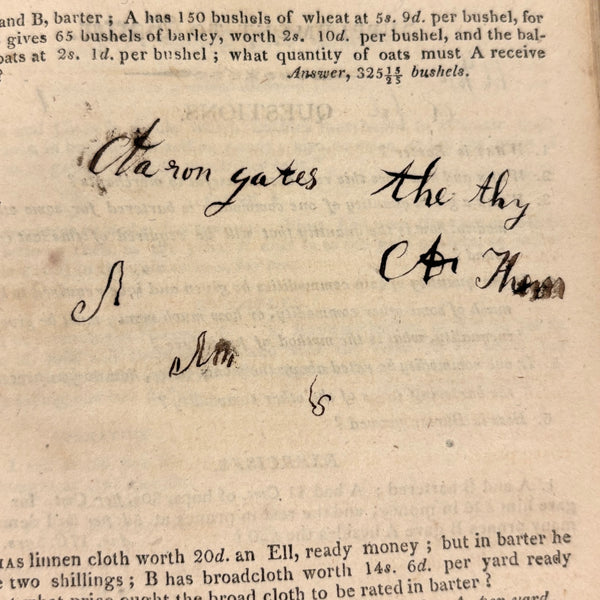 and B, barter ; A has 150 bushels of wheat at 5s. 9d. per bushel, for
gives 65 bushels of barley, worth 2s. 10d. per bushel, and the bal-
oats at 2s. 1d. per bushel ; what quantity of oats must A receive
? Answer, 325 15/25 bushels.
Aaron gates the thy
Thom
A
Am
has linnen cloth worth 20d. an Ell, ready money ; but in barter he
two shillings ; B has broadcloth worth 14s. 6d. per yard ready
what price ought the broad cloth to be rated in barter ?